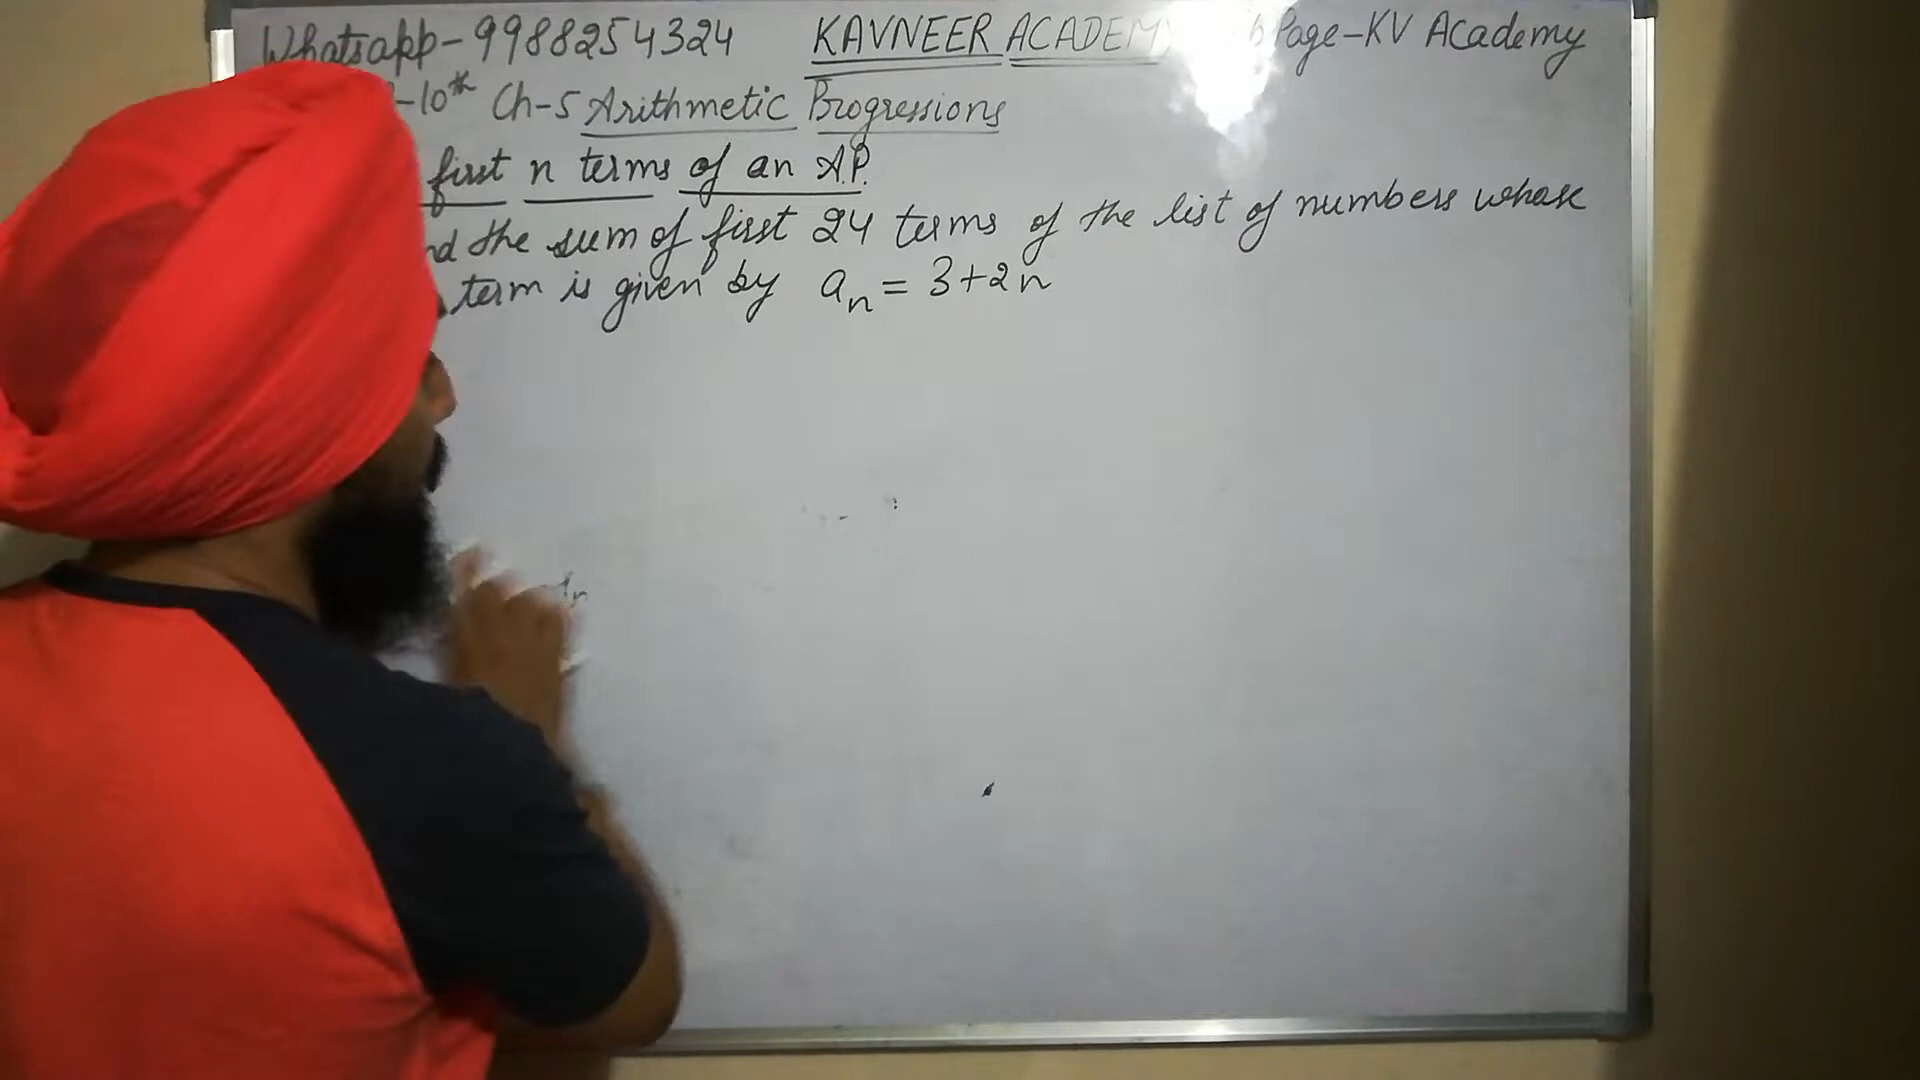 Whatsapp-9988254324 KAVNEER ACADEMY Page-KV Academy
-10th Ch-5 Arithmetic Progressions
first n terms of an A.P.
the sum of first 24 terms of the list of numbers whose
term is given by an = 3+2n